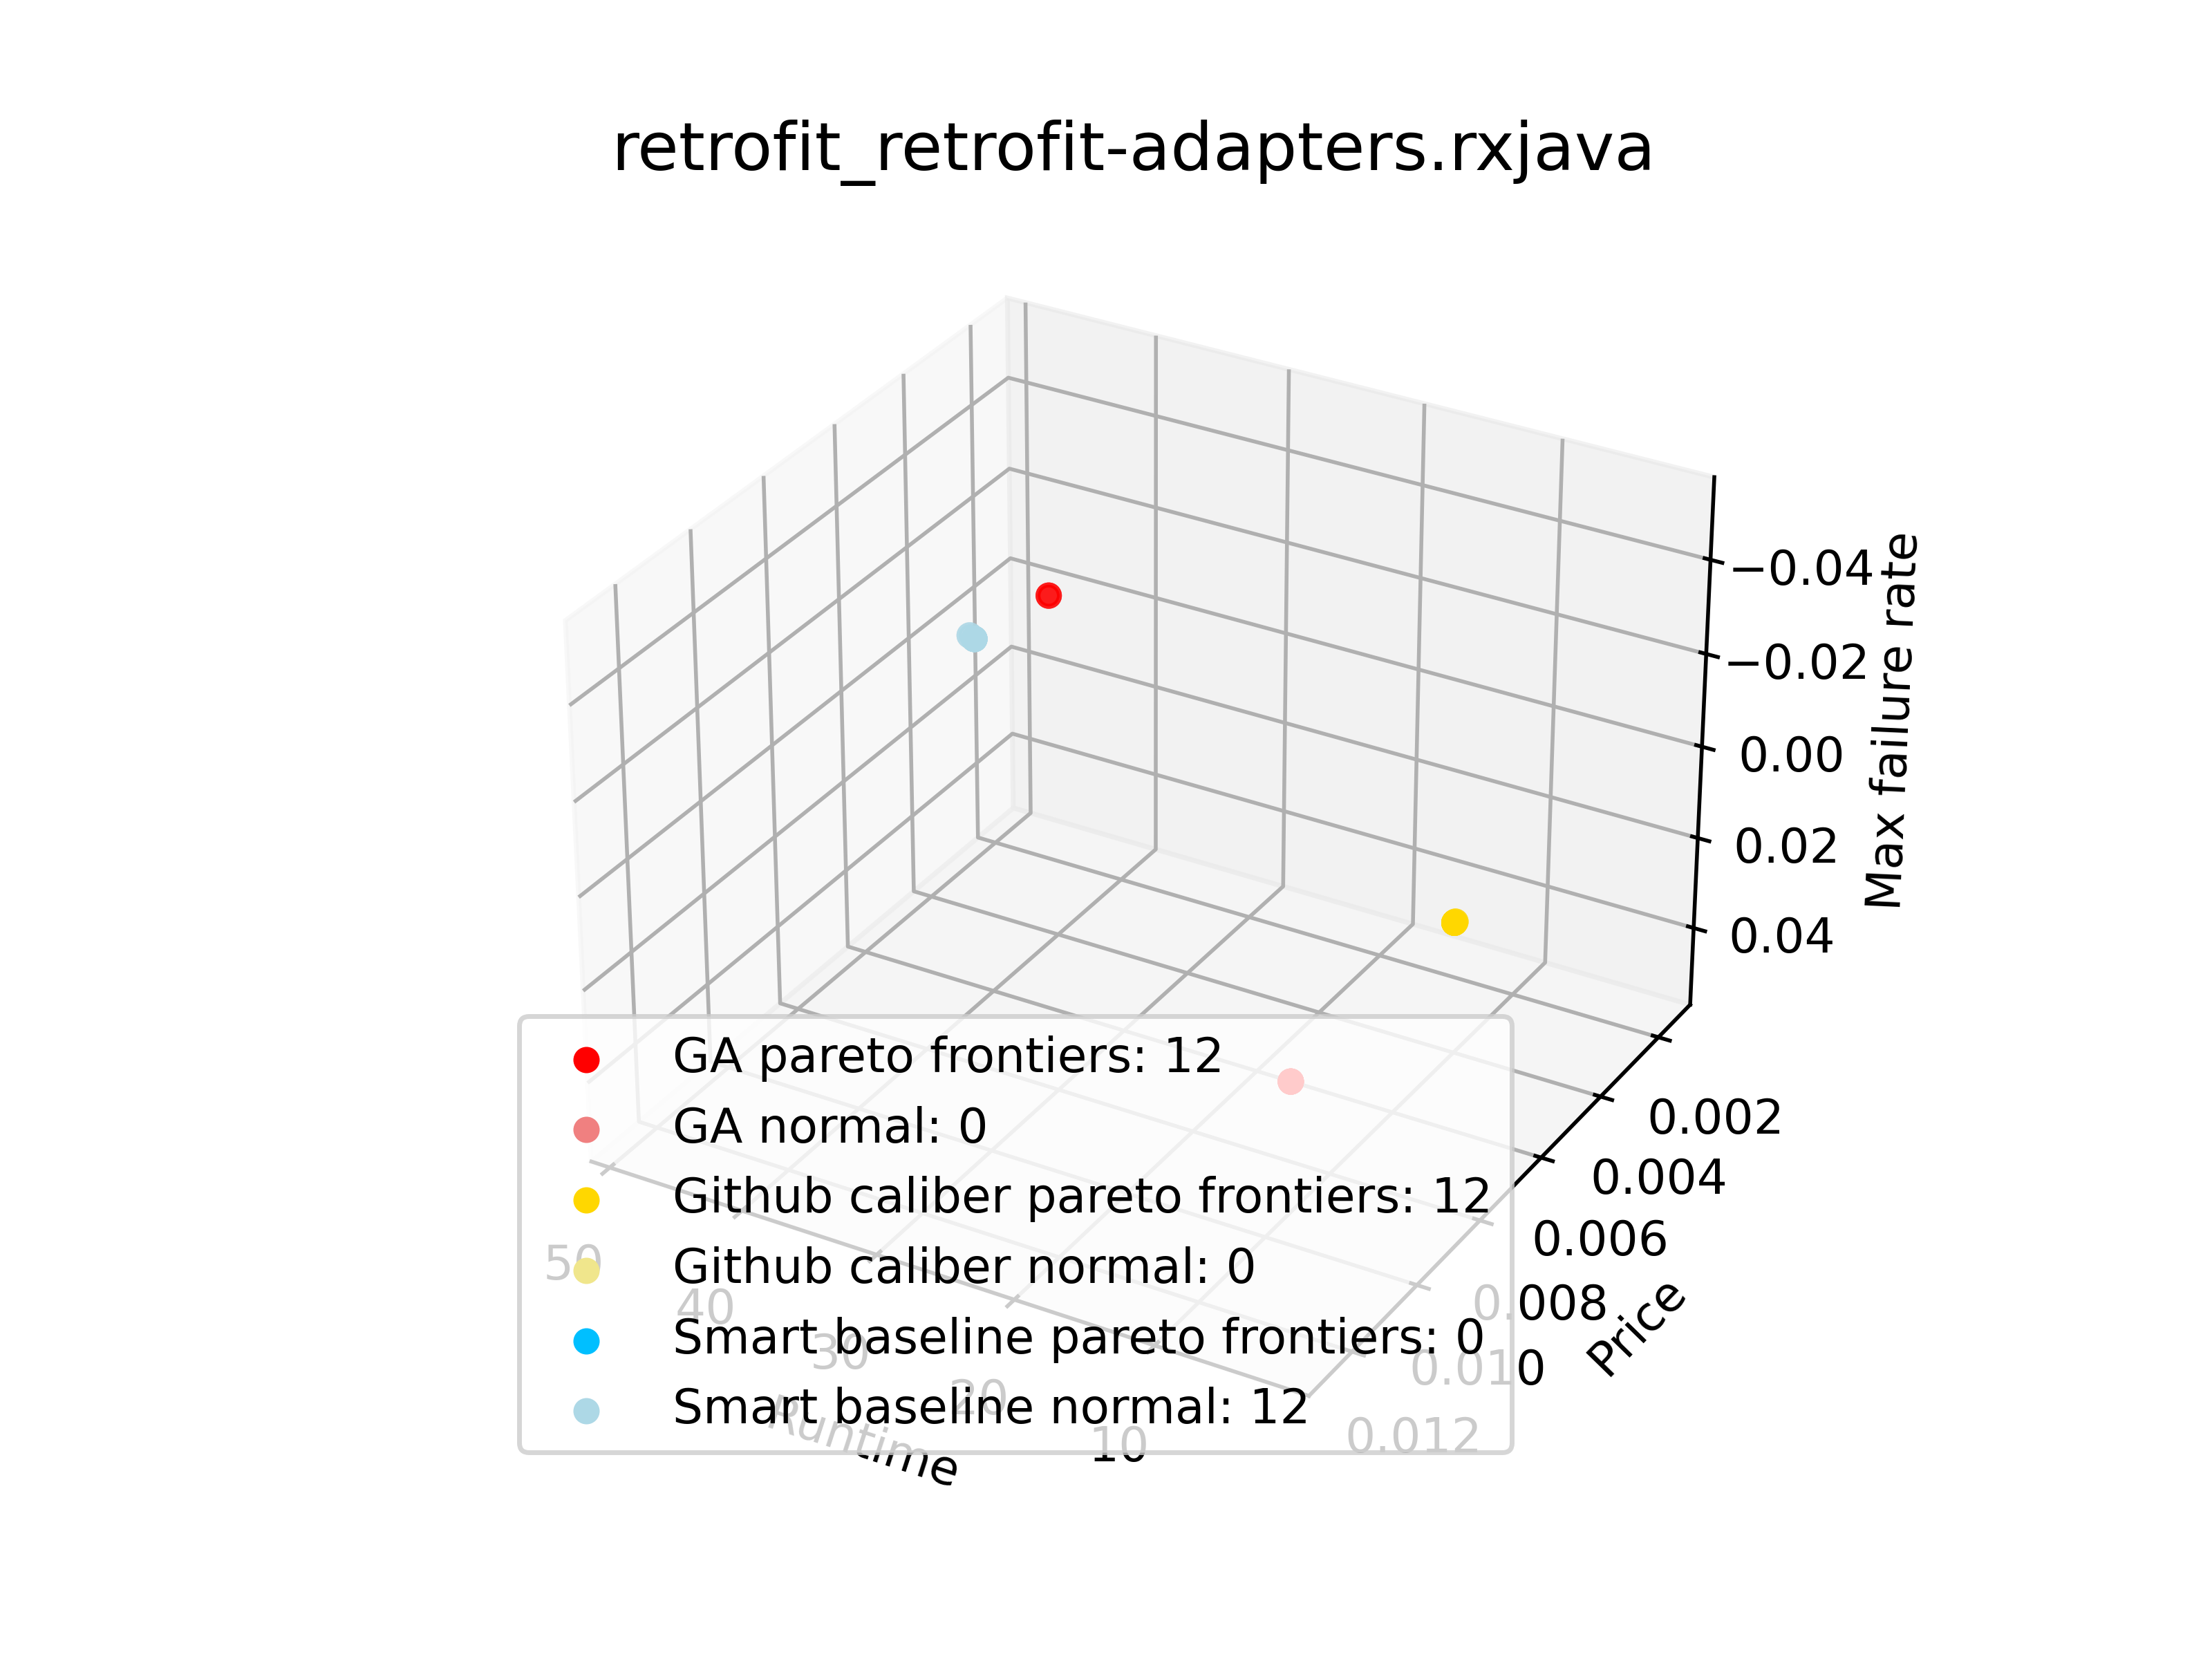 retrofit_retrofit-adapters.rxjava
−0.04
−0.02
0.00
0.02
0.04
Max failure rate
0.002
0.004
0.006
0.008
0.010
0.012
Price
50
40
30
20
10
Runtime
GA pareto frontiers: 12
GA normal: 0
Github caliber pareto frontiers: 12
Github caliber normal: 0
Smart baseline pareto frontiers: 0
Smart baseline normal: 12